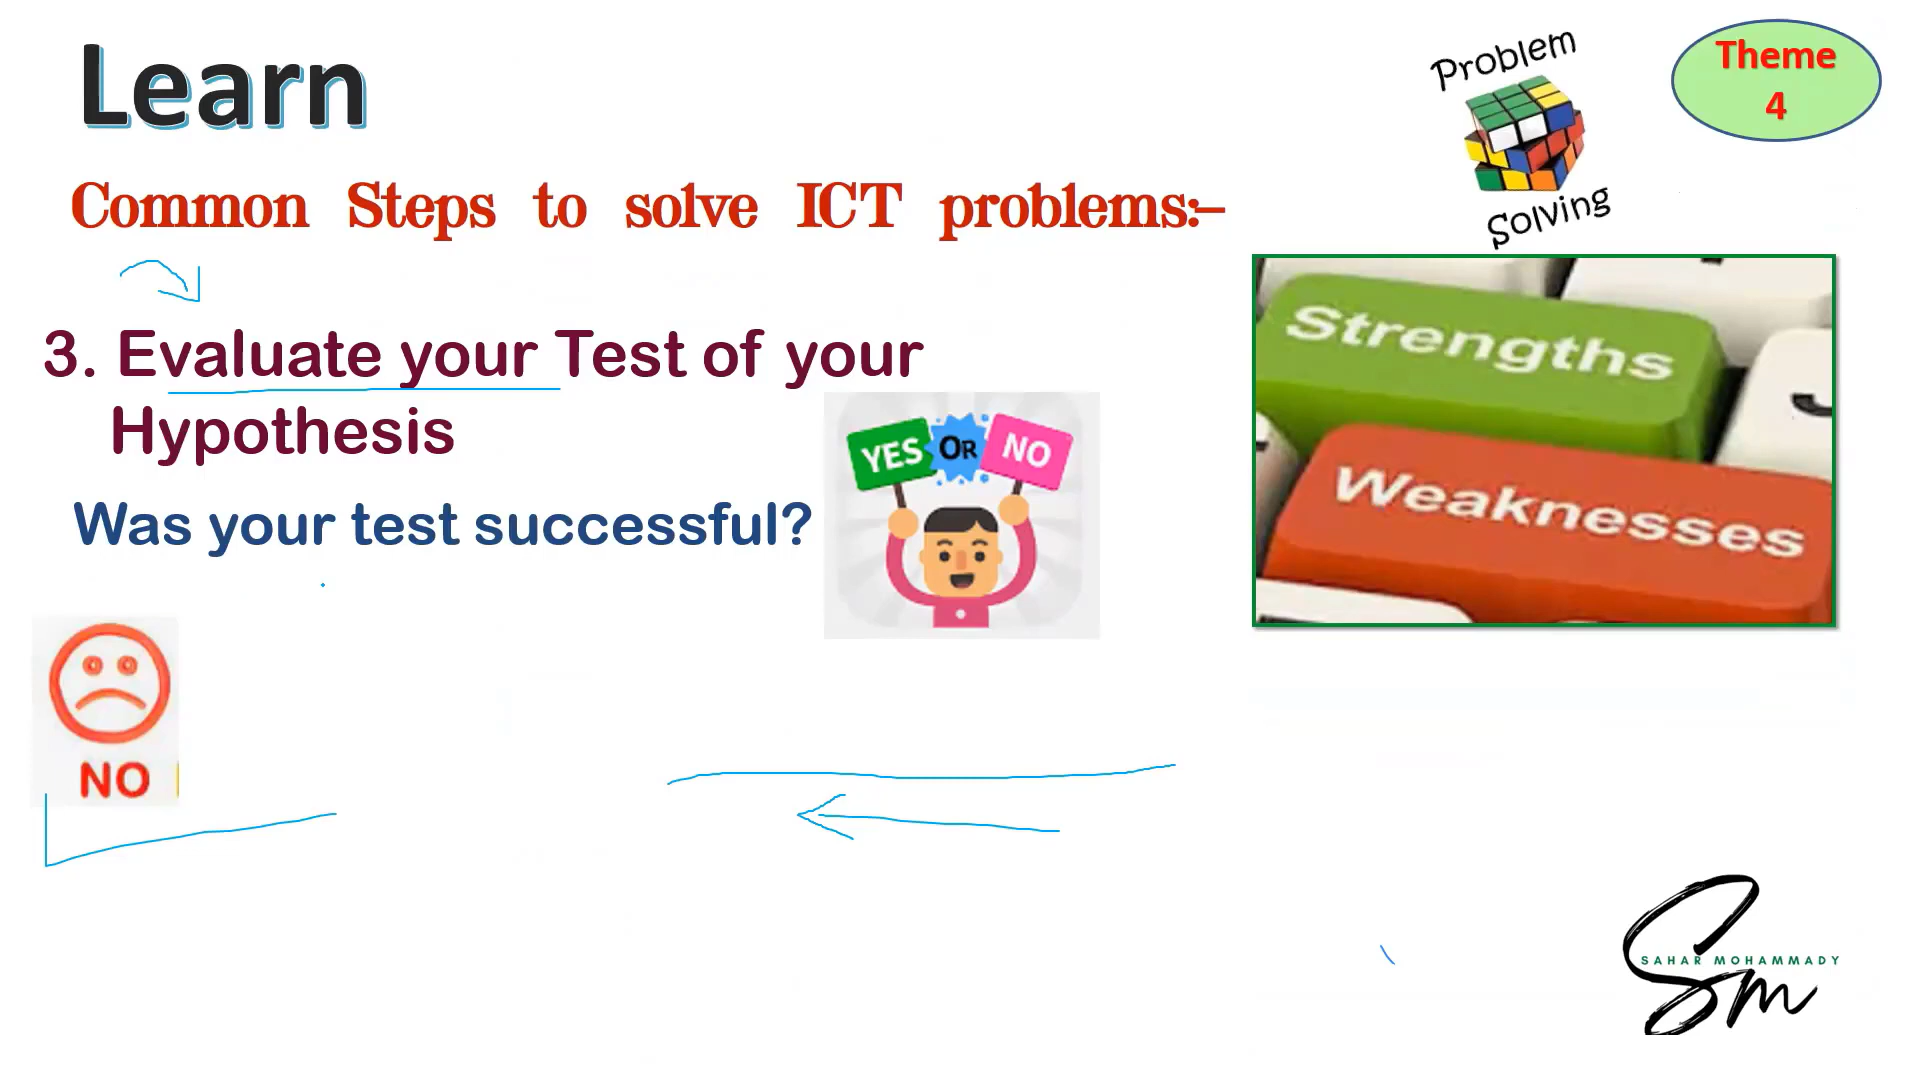 Learn
Problem
Solving
Theme
4
Common Steps to solve ICT problems:-
3. Evaluate your Test of your
Hypothesis
Was your test successful?
YES OR NO
Strengths
Weaknesses
NO
Sm
SAHAR MOHAMMADY